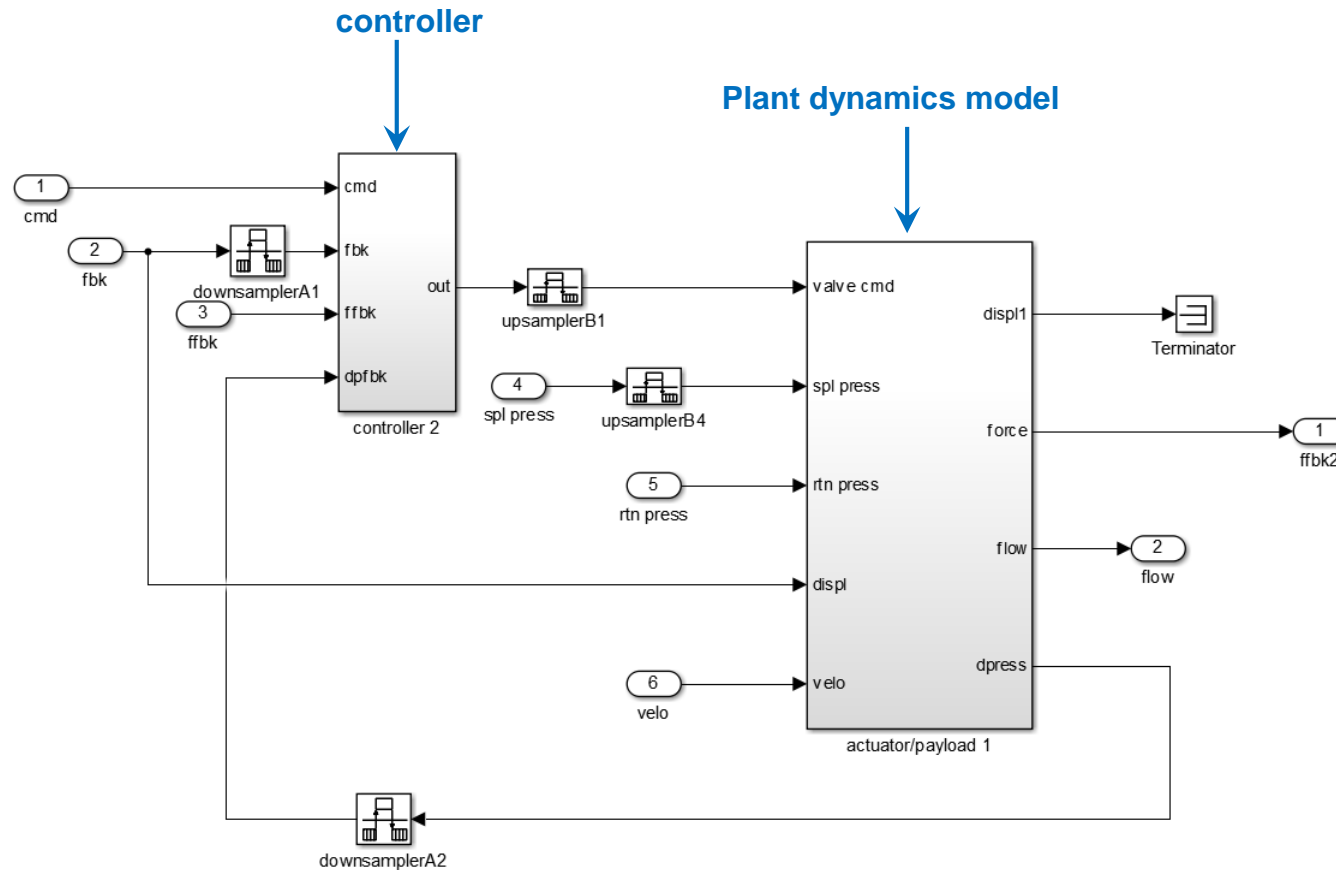 controller
Plant dynamics model
1
cmd
2
fbk
downsamplerA1
3
ffbk
cmd
fbk
ffbk
dpfbk
out
controller 2
upsamplerB1
4
spl press
upsamplerB4
5
rtn press
6
velo
valve cmd
spl press
rtn press
displ
velo
displ1
force
flow
dpress
actuator/payload 1
Terminator
1
ffbk2
2
flow
downsamplerA2